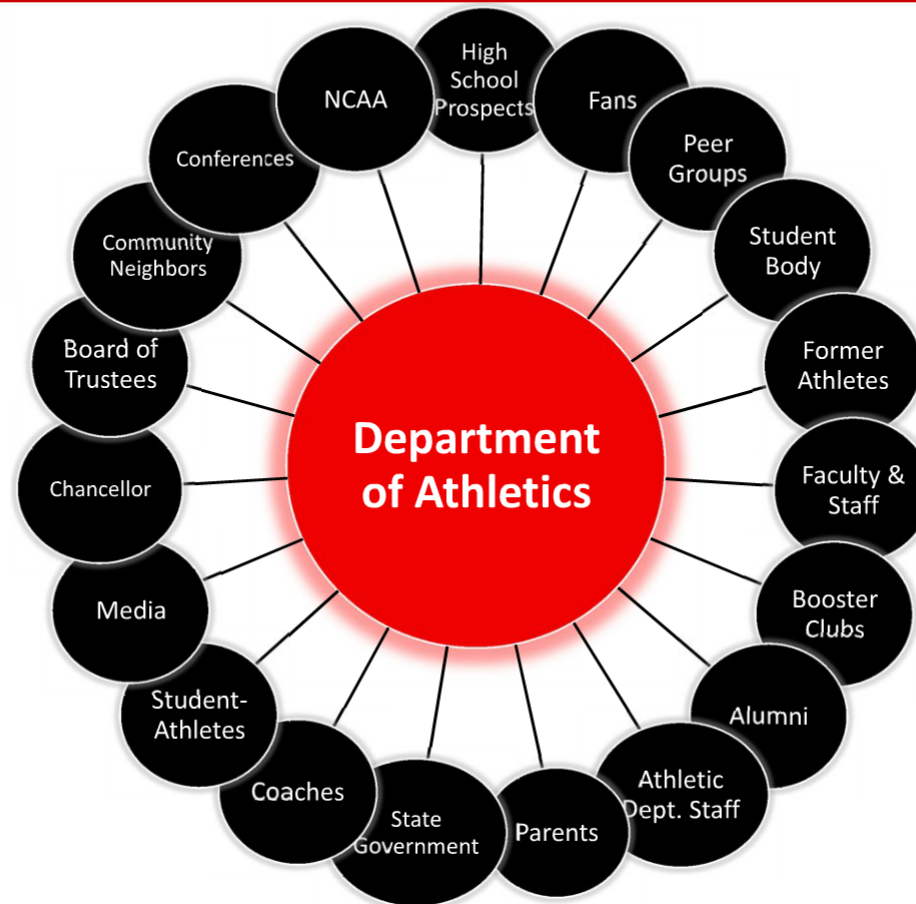 High
School
Prospects
Fans
Peer
Groups
Student
Body
Former
Athletes
Faculty &
Staff
Booster
Clubs
Alumni
Athletic
Dept. Staff
Parents
State
Government
Coaches
Student-
Athletes
Media
Chancellor
Board of
Trustees
Community
Neighbors
Conferences
NCAA
Department
of Athletics